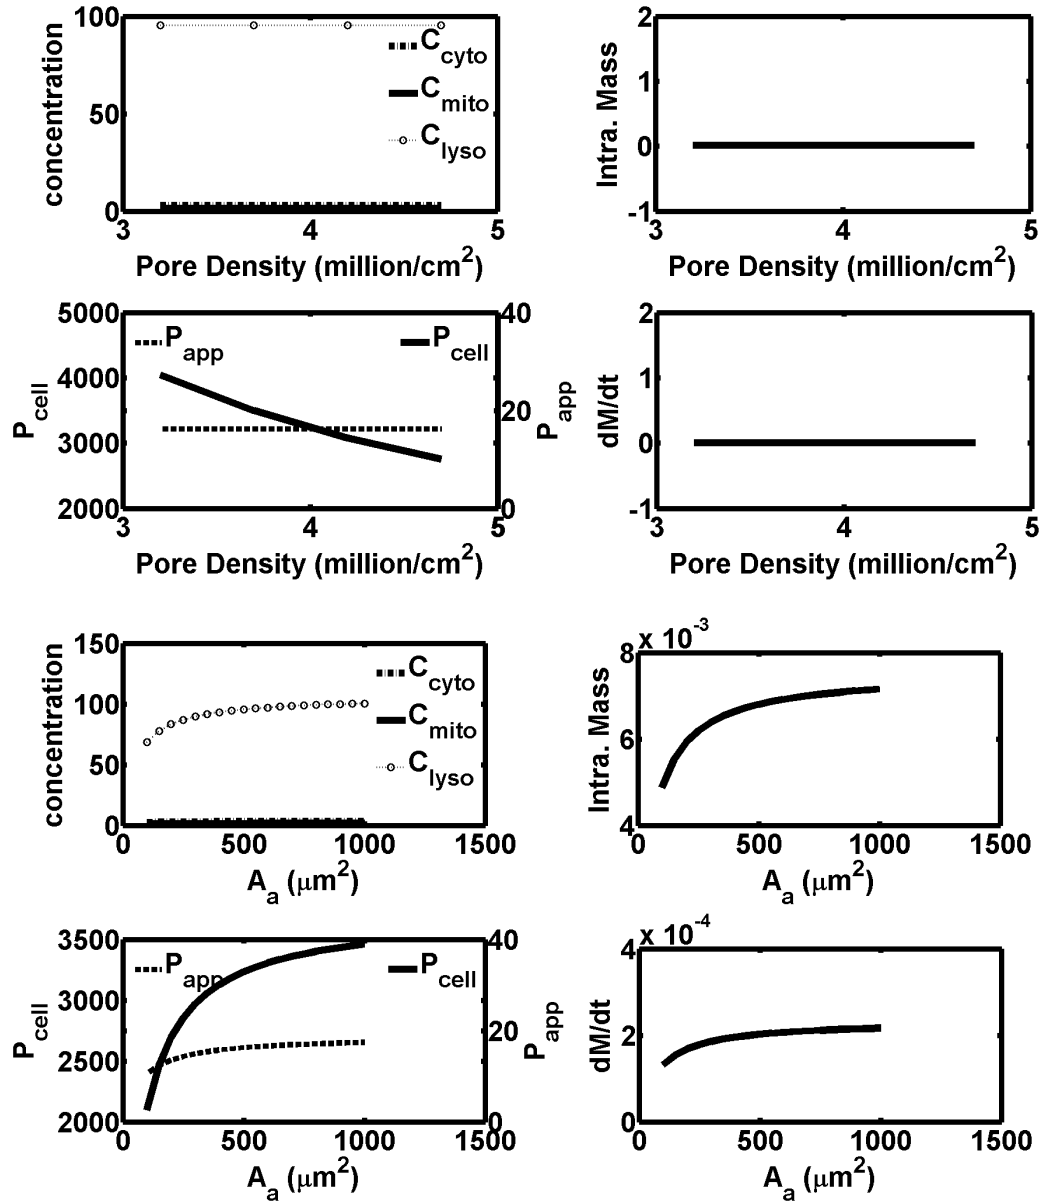 100
50
0
3
4
5
concentration
C_cyto
C_mito
C_lyso
Pore Density (million/cm²)
2
1
0
-1
3
4
5
Intra. Mass
Pore Density (million/cm²)
5000
4000
3000
2000
40
20
0
3
4
5
P_cell
P_app
P_app
P_cell
Pore Density (million/cm²)
2
1
0
-1
3
4
5
dM/dt
Pore Density (million/cm²)
150
100
50
0
0
500
1000
1500
concentration
C_cyto
C_mito
C_lyso
A_a (μm²)
x 10⁻³
8
6
4
0
500
1000
1500
Intra. Mass
A_a (μm²)
3500
3000
2500
2000
40
20
0
0
500
1000
1500
P_cell
P_app
P_app
P_cell
A_a (μm²)
x 10⁻⁴
4
2
0
0
500
1000
1500
dM/dt
A_a (μm²)